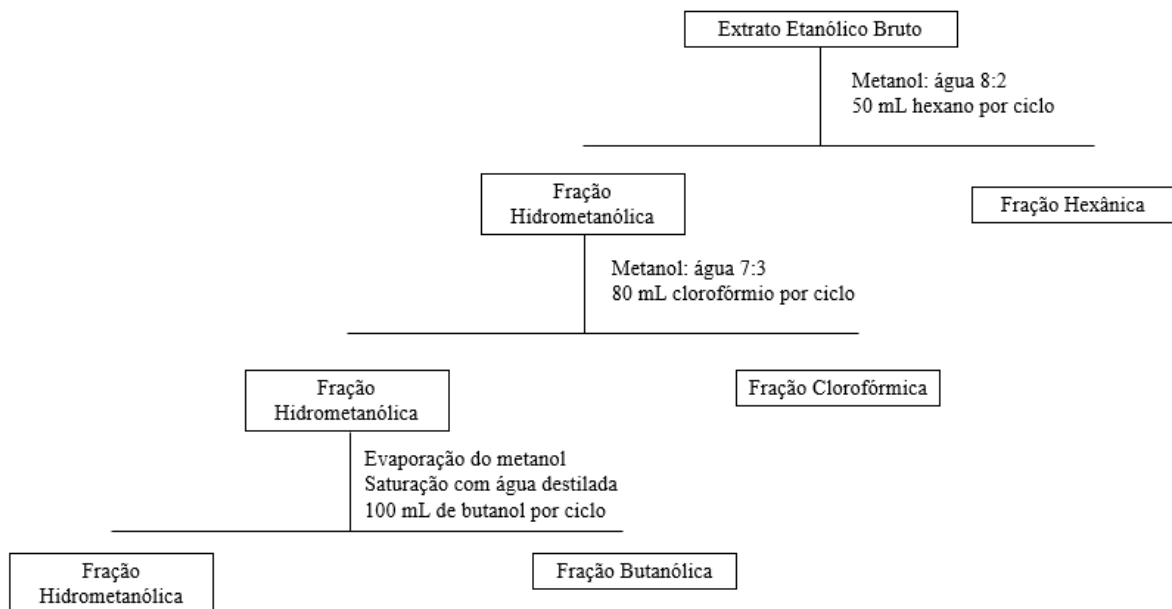 Extrato Etanólico Bruto
Metanol: água 8:2
50 mL hexano por ciclo
Fração
Hidrometanólica
Fração Hexânica
Metanol: água 7:3
80 mL clorofórmio por ciclo
Fração
Hidrometanólica
Fração Clorofórmica
Evaporação do metanol
Saturação com água destilada
100 mL de butanol por ciclo
Fração
Hidrometanólica
Fração Butanólica